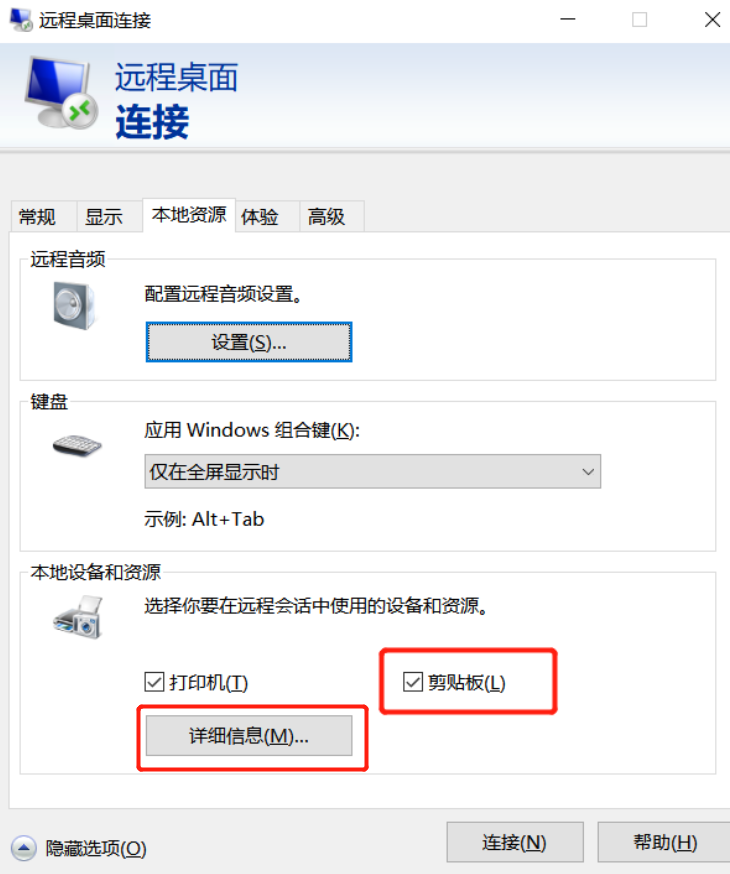 远程桌面连接
远程桌面
连接
常规 显示 本地资源 体验 高级
远程音频
配置远程音频设置。
设置(S)...
键盘
应用 Windows 组合键(K):
仅在全屏显示时
示例: Alt+Tab
本地设备和资源
选择你要在远程会话中使用的设备和资源。
打印机(T) 剪贴板(L)
详细信息(M)...
隐藏选项(O) 连接(N) 帮助(H)